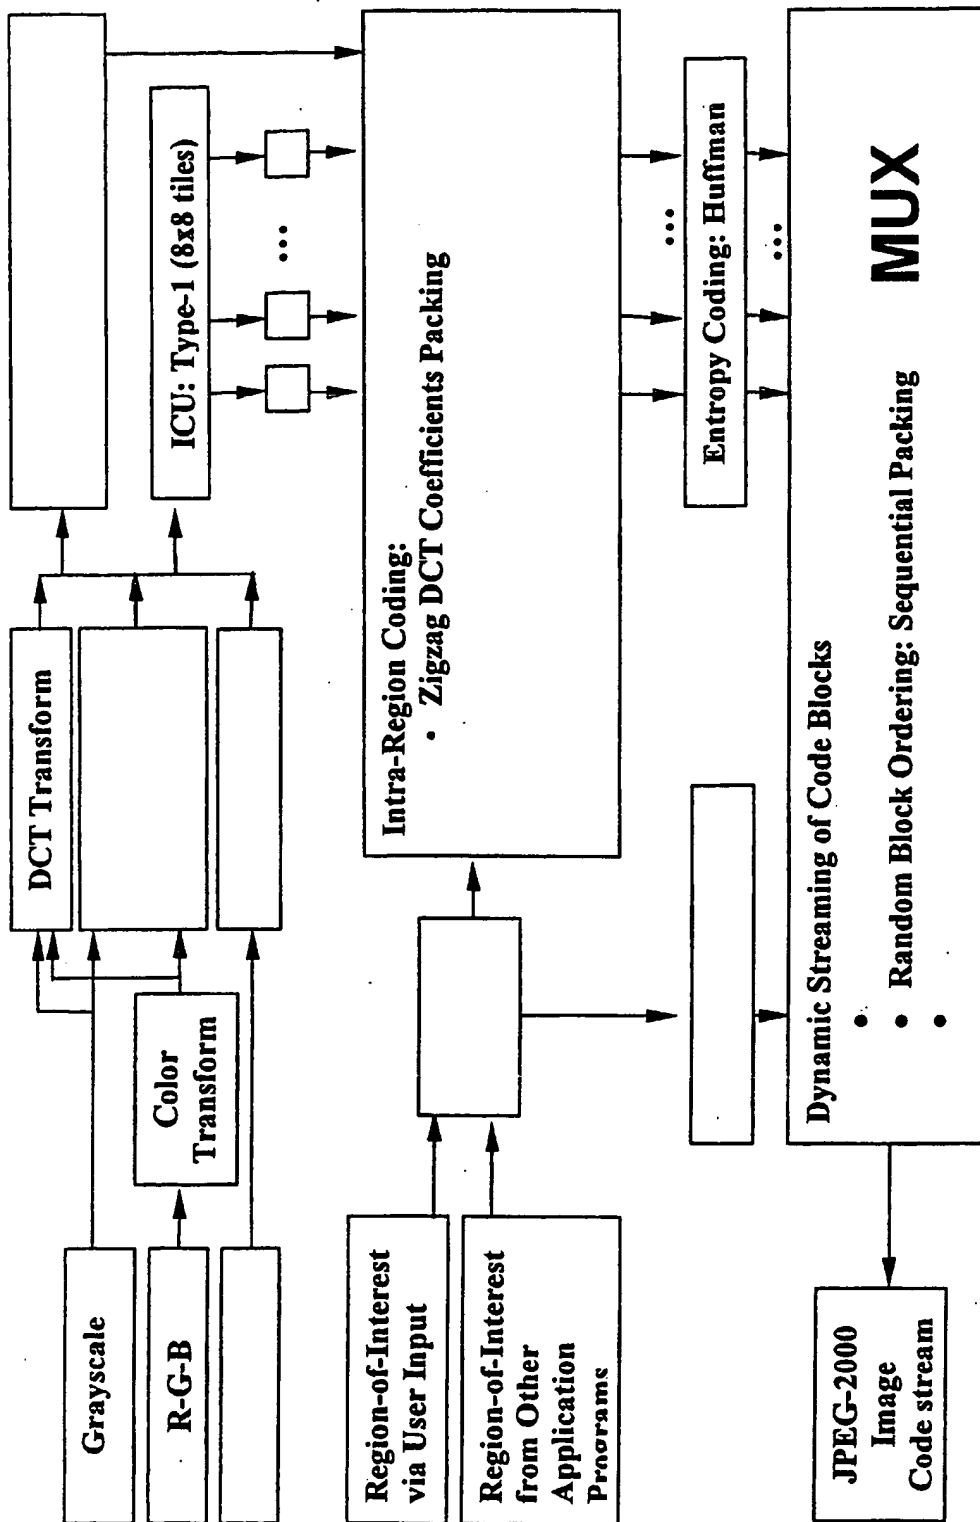 Grayscale
R-G-B
Color
Transform
DCT Transform
ICU: Type-1 (8x8 tiles)
...
Region-of-Interest
via User Input
Region-of-Interest
from Other
Application
Programs
Intra-Region Coding:
• Zigzag DCT Coefficients Packing
...
Entropy Coding: Huffman
...
Dynamic Streaming of Code Blocks
•
• Random Block Ordering: Sequential Packing
•
MUX
JPEG-2000
Image
Code stream